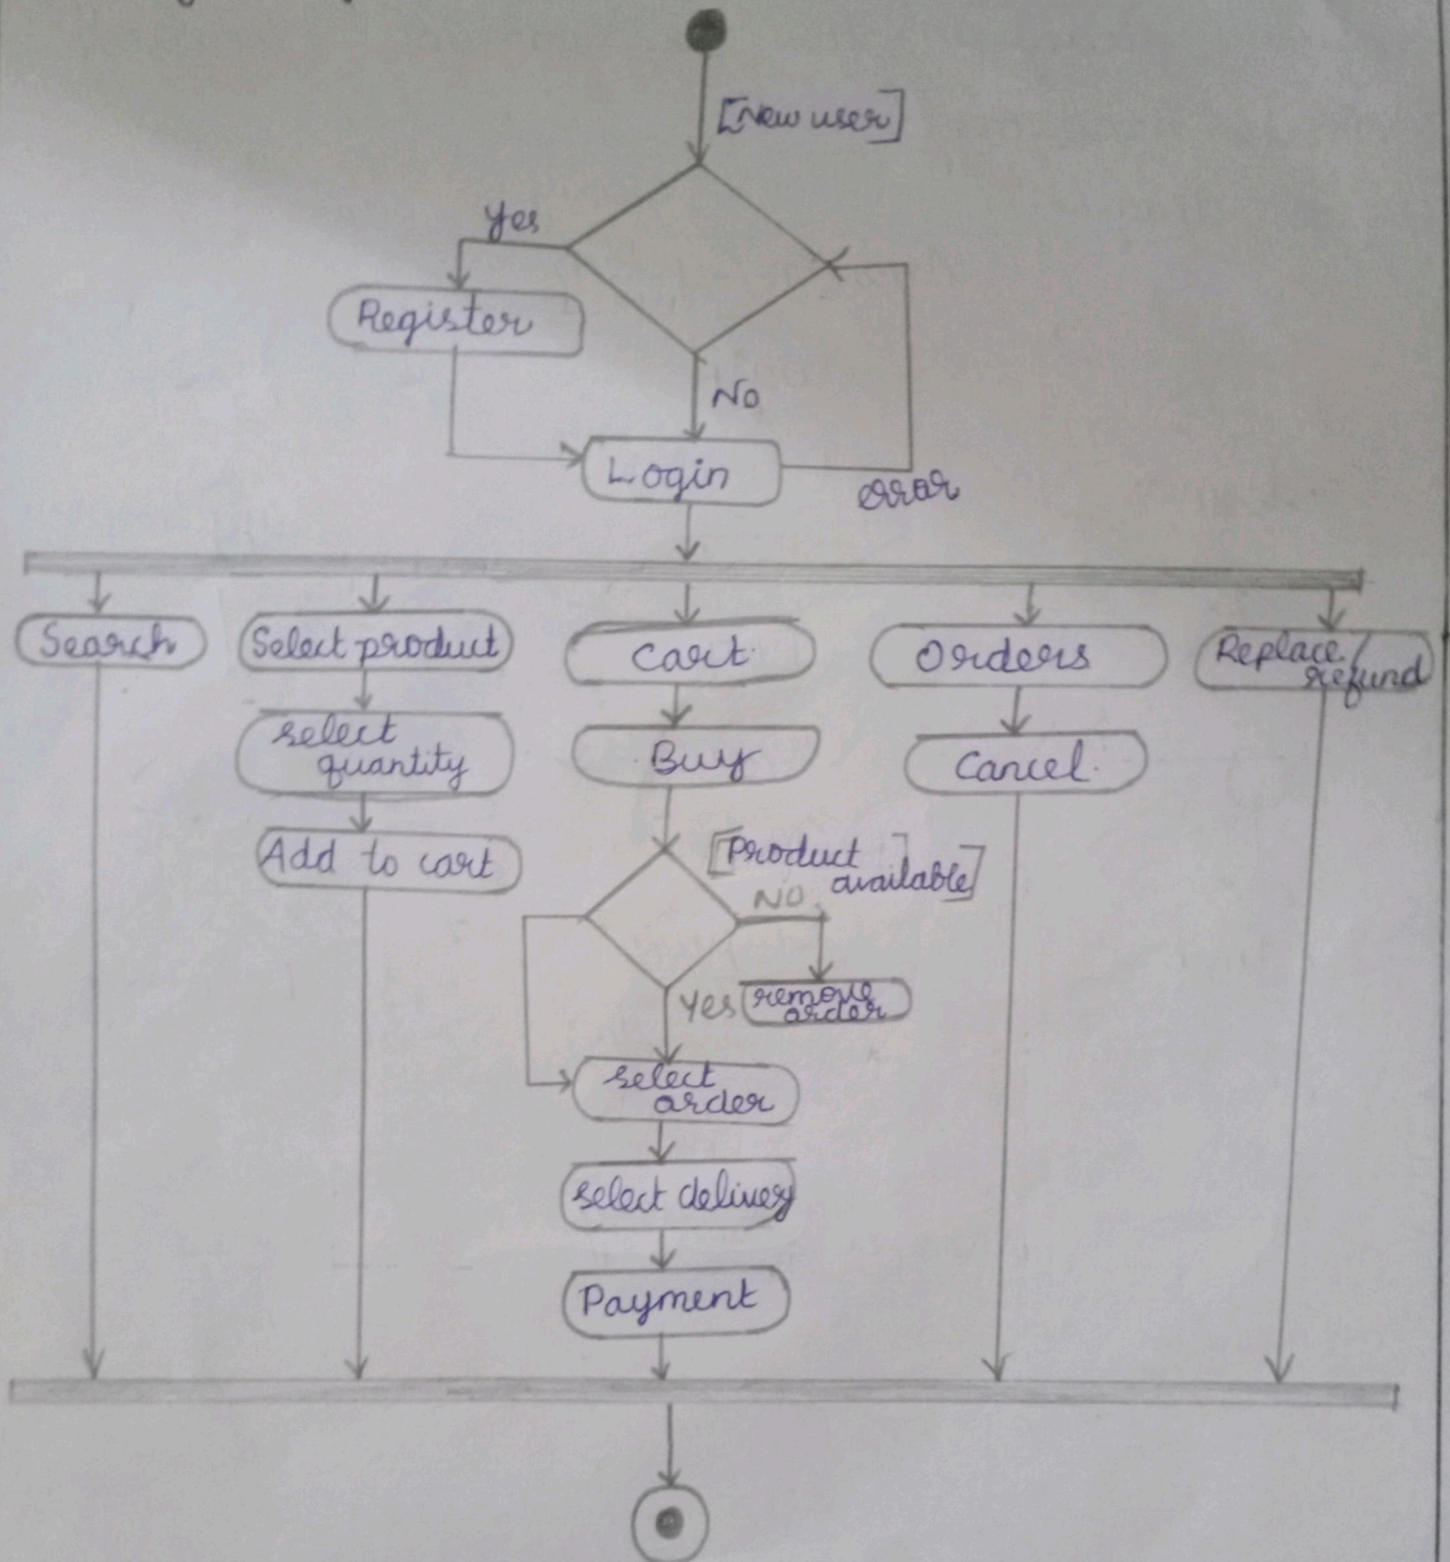 [New user]
Yes
Register
No
Login
error
Search
Select product
Cart
Orders
Replace/
refund
select
quantity
Buy
Cancel.
Add to cart
[Product]
available]
NO
Yes
remove
order
select
order
select delivery
Payment